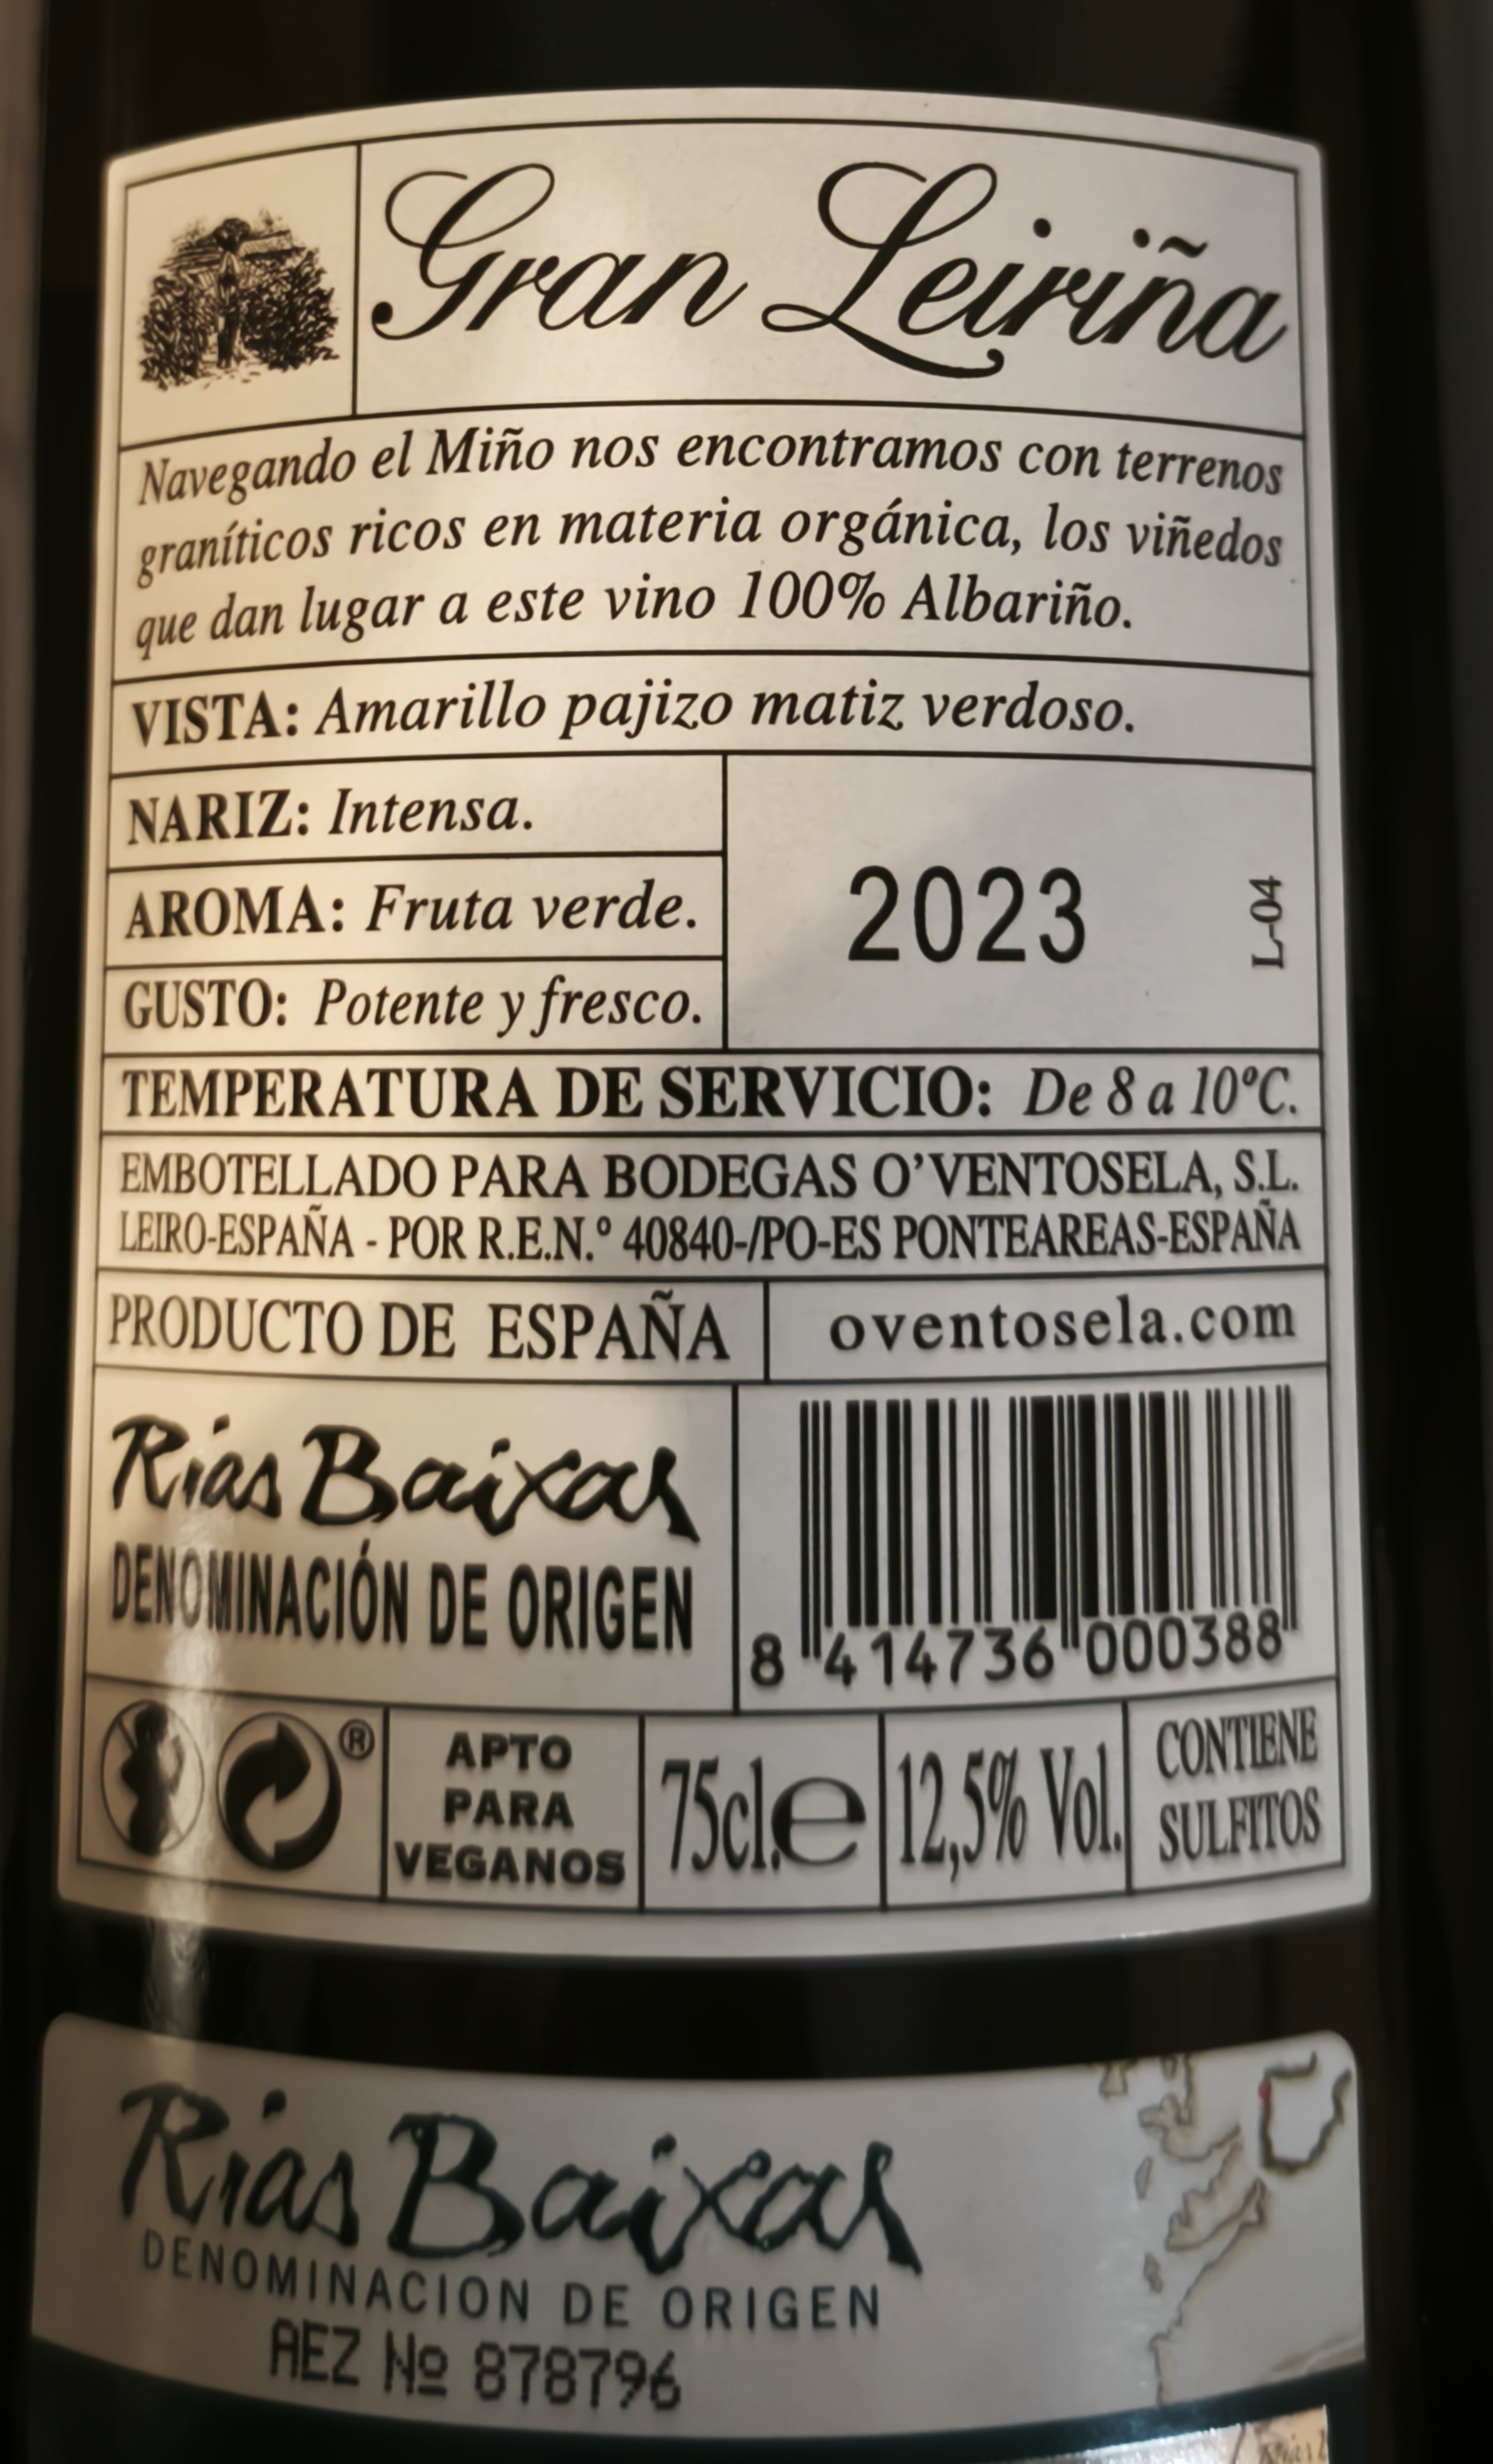 Gran Leiriña
Navegando el Miño nos encontramos con terrenos
graníticos ricos en materia orgánica, los viñedos
que dan lugar a este vino 100% Albariño.
VISTA: Amarillo pajizo matiz verdoso.
NARIZ: Intensa.
AROMA: Fruta verde.
GUSTO: Potente y fresco.
2023
L-04
TEMPERATURA DE SERVICIO: De 8 a 10ºC.
EMBOTELLADO PARA BODEGAS O'VENTOSELA, S.L.
LEIRO-ESPAÑA - POR R.E.N.º 40840-/PO-ES PONTEAREAS-ESPAÑA
PRODUCTO DE ESPAÑA
oventosela.com
Rias Baixas
DENOMINACIÓN DE ORIGEN
8 414736 000388
®
APTO
PARA
VEGANOS
75cl.e
12,5% Vol.
CONTIENE
SULFITOS
Rias Baixas
DENOMINACION DE ORIGEN
AEZ Nº 878796